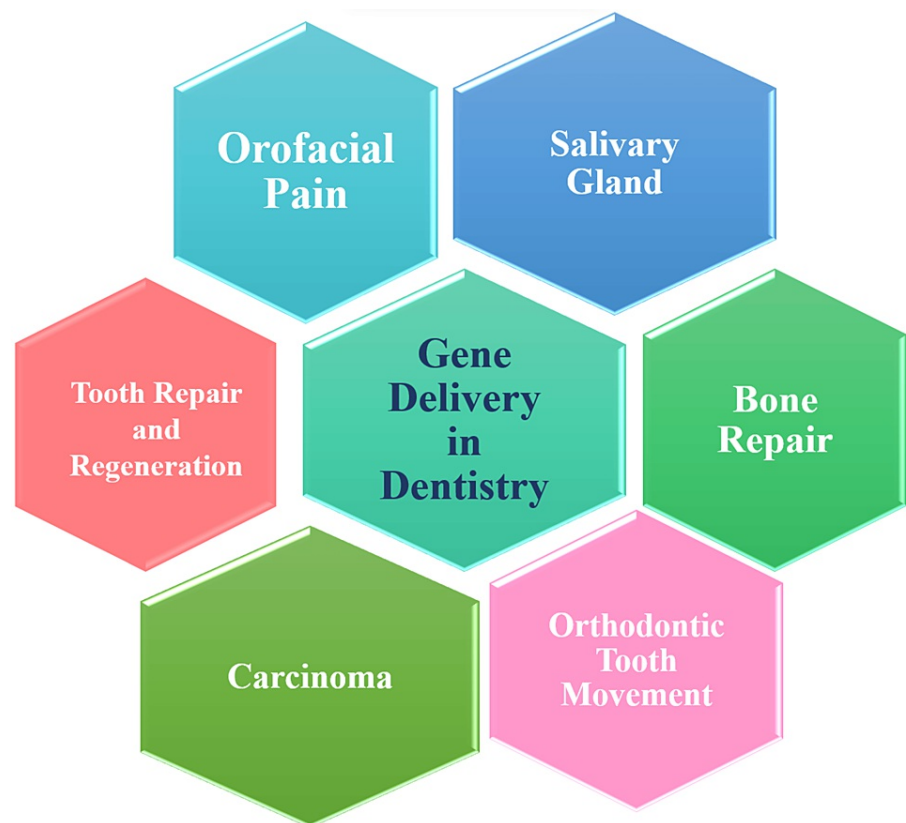 Orofacial
Pain
Salivary
Gland
Tooth Repair
and
Regeneration
Gene
Delivery
in
Dentistry
Bone
Repair
Carcinoma
Orthodontic
Tooth
Movement